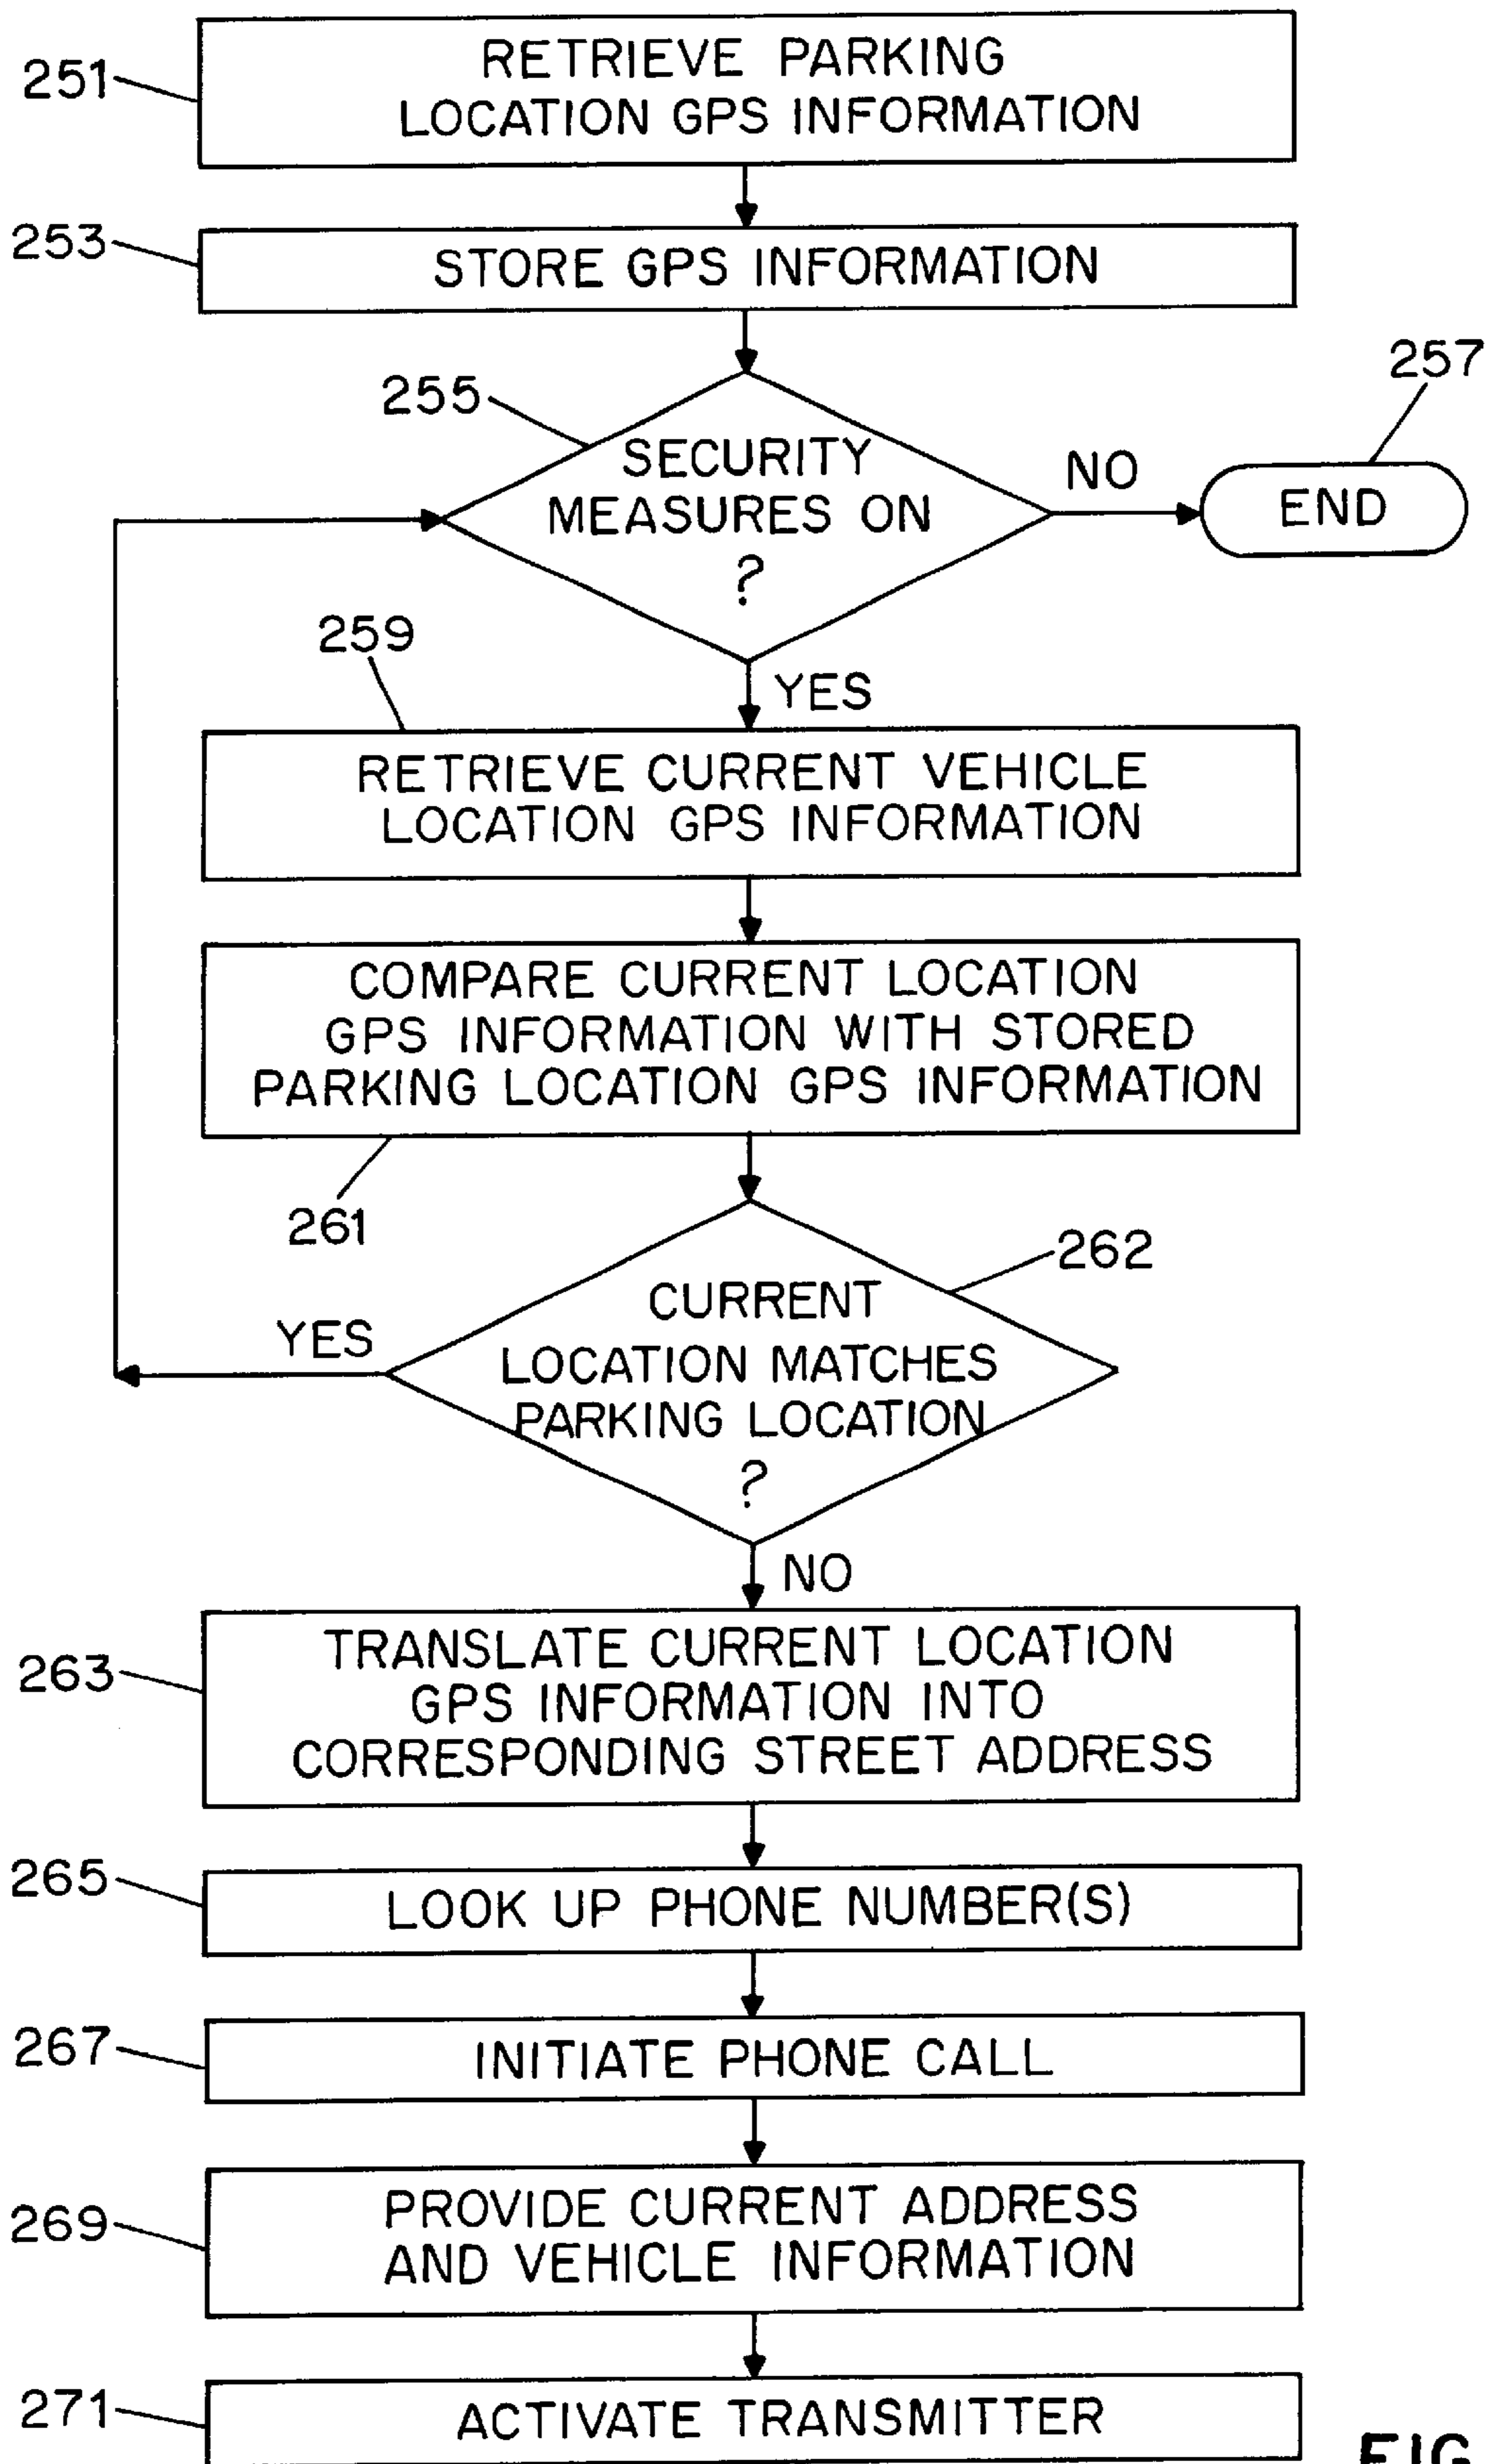 251
RETRIEVE PARKING
LOCATION GPS INFORMATION
253
STORE GPS INFORMATION
255
257
SECURITY
MEASURES ON
?
NO
END
259
YES
RETRIEVE CURRENT VEHICLE
LOCATION GPS INFORMATION
COMPARE CURRENT LOCATION
GPS INFORMATION WITH STORED
PARKING LOCATION GPS INFORMATION
261
262
CURRENT
LOCATION MATCHES
PARKING LOCATION
?
YES
NO
263
TRANSLATE CURRENT LOCATION
GPS INFORMATION INTO
CORRESPONDING STREET ADDRESS
265
LOOK UP PHONE NUMBER(S)
267
INITIATE PHONE CALL
269
PROVIDE CURRENT ADDRESS
AND VEHICLE INFORMATION
271
ACTIVATE TRANSMITTER
FIG